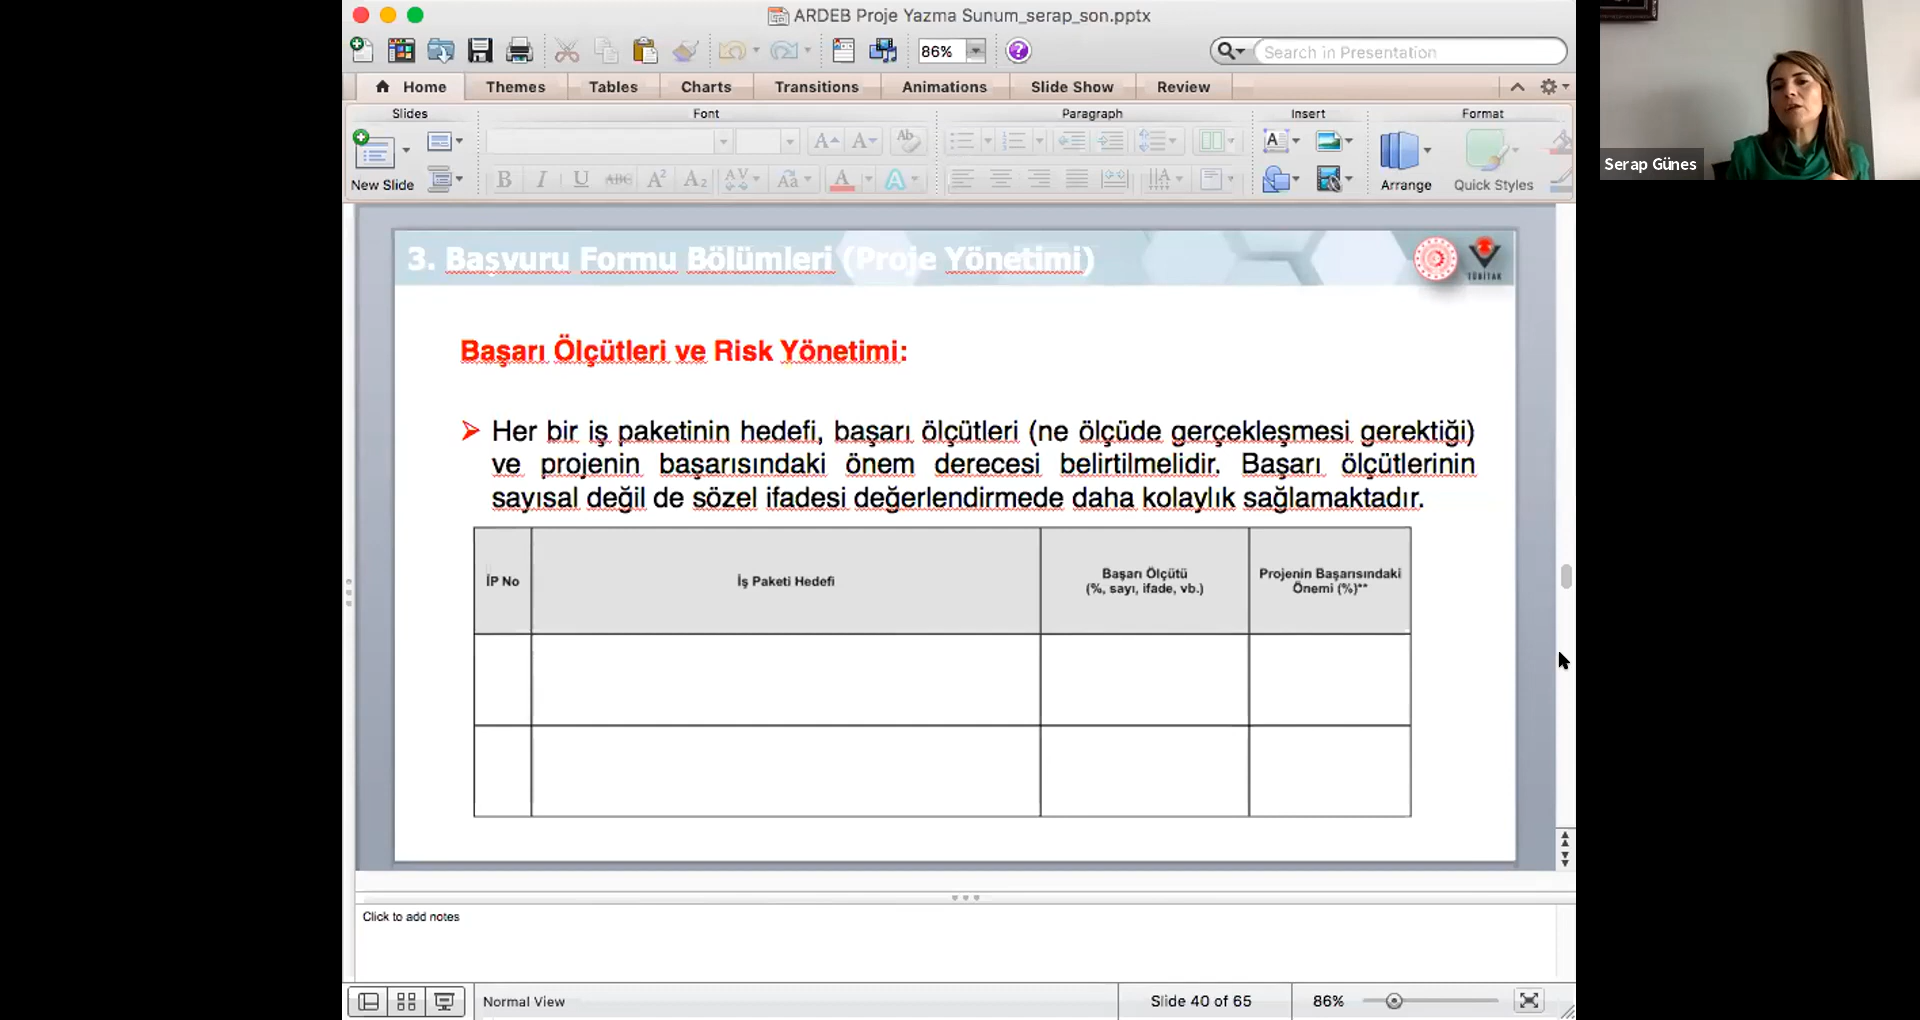 ARDEB Proje Yazma Sunum_serap_son.pptx
86%
Search in Presentation
Home Themes Tables Charts Transitions Animations Slide Show Review
Slides Font Paragraph Insert Format
New Slide Arrange Quick Styles
Serap Günes
3. Başvuru Formu Bölümleri (Proje Yönetimi)
TÜBİTAK
Başarı Ölçütleri ve Risk Yönetimi:
Her bir iş paketinin hedefi, başarı ölçütleri (ne ölçüde gerçekleşmesi gerektiği)
ve projenin başarısındaki önem derecesi belirtilmelidir. Başarı ölçütlerinin
sayısal değil de sözel ifadesi değerlendirmede daha kolaylık sağlamaktadır.
İP No
İş Paketi Hedefi
Başarı Ölçütü
(%, sayı, ifade, vb.)
Projenin Başarısındaki
Önemi (%)**
Click to add notes
Normal View Slide 40 of 65 86%